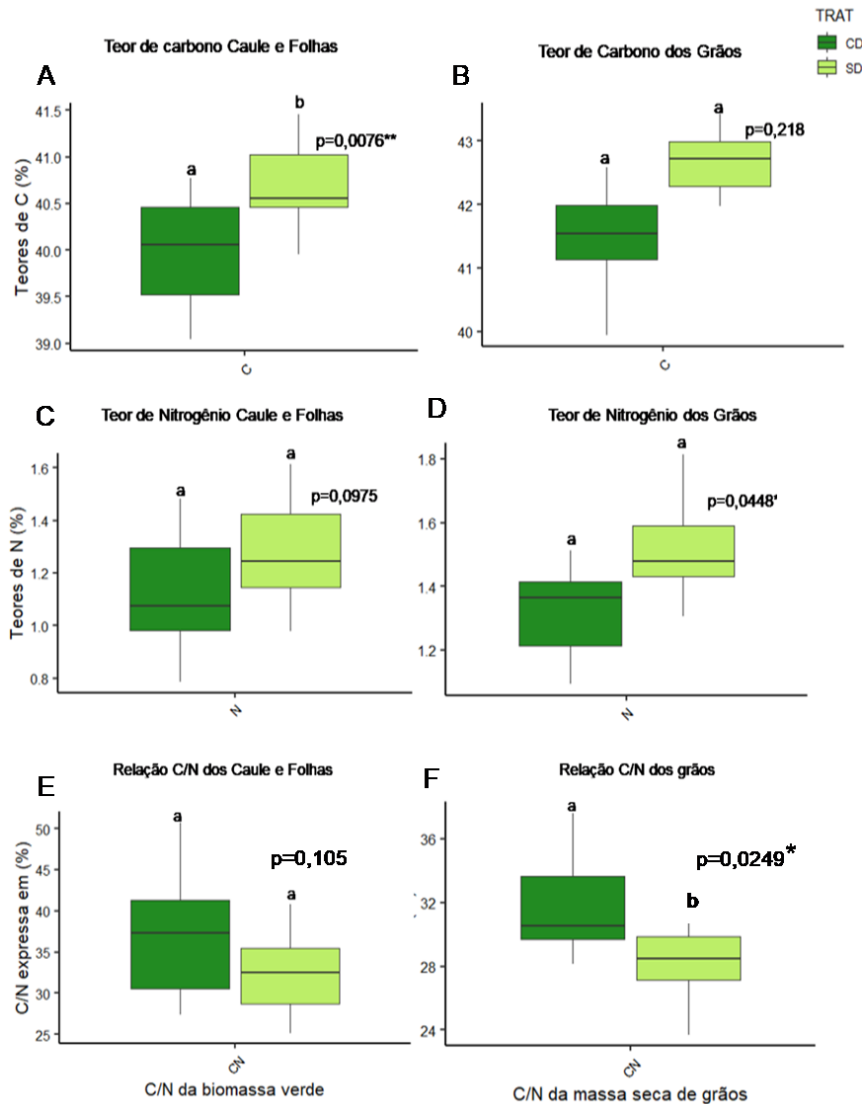 TRAT
CD
SD
A
Teor de carbono Caule e Folhas
Teores de C (%)
41.5
41.0
40.5
40.0
39.5
39.0
a
b
p=0,0076**
C
B
Teor de Carbono dos Grãos
43
42
41
40
a
a
p=0,218
C
C
Teor de Nitrogênio Caule e Folhas
Teores de N (%)
1.6
1.4
1.2
1.0
0.8
a
a
p=0,0975
N
D
Teor de Nitrogênio dos Grãos
1.8
1.6
1.4
1.2
a
a
p=0,0448*
N
E
Relação C/N dos Caule e Folhas
C/N expressa em (%)
50
45
40
35
30
25
a
a
p=0,105
C/N
C/N da biomassa verde
F
Relação C/N dos grãos
36
32
28
24
a
b
p=0,0249*
C/N
C/N da massa seca de grãos